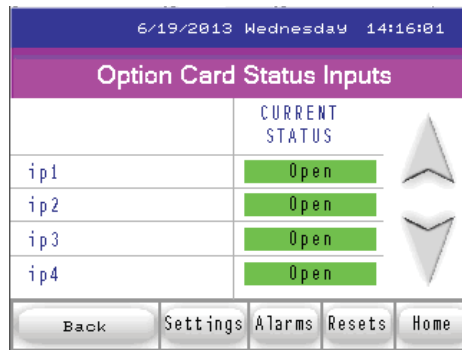 6/19/2013 Wednesday 14:16:01
Option Card Status Inputs
CURRENT
STATUS
ip1 Open
ip2 Open
ip3 Open
ip4 Open
Back Settings Alarms Resets Home